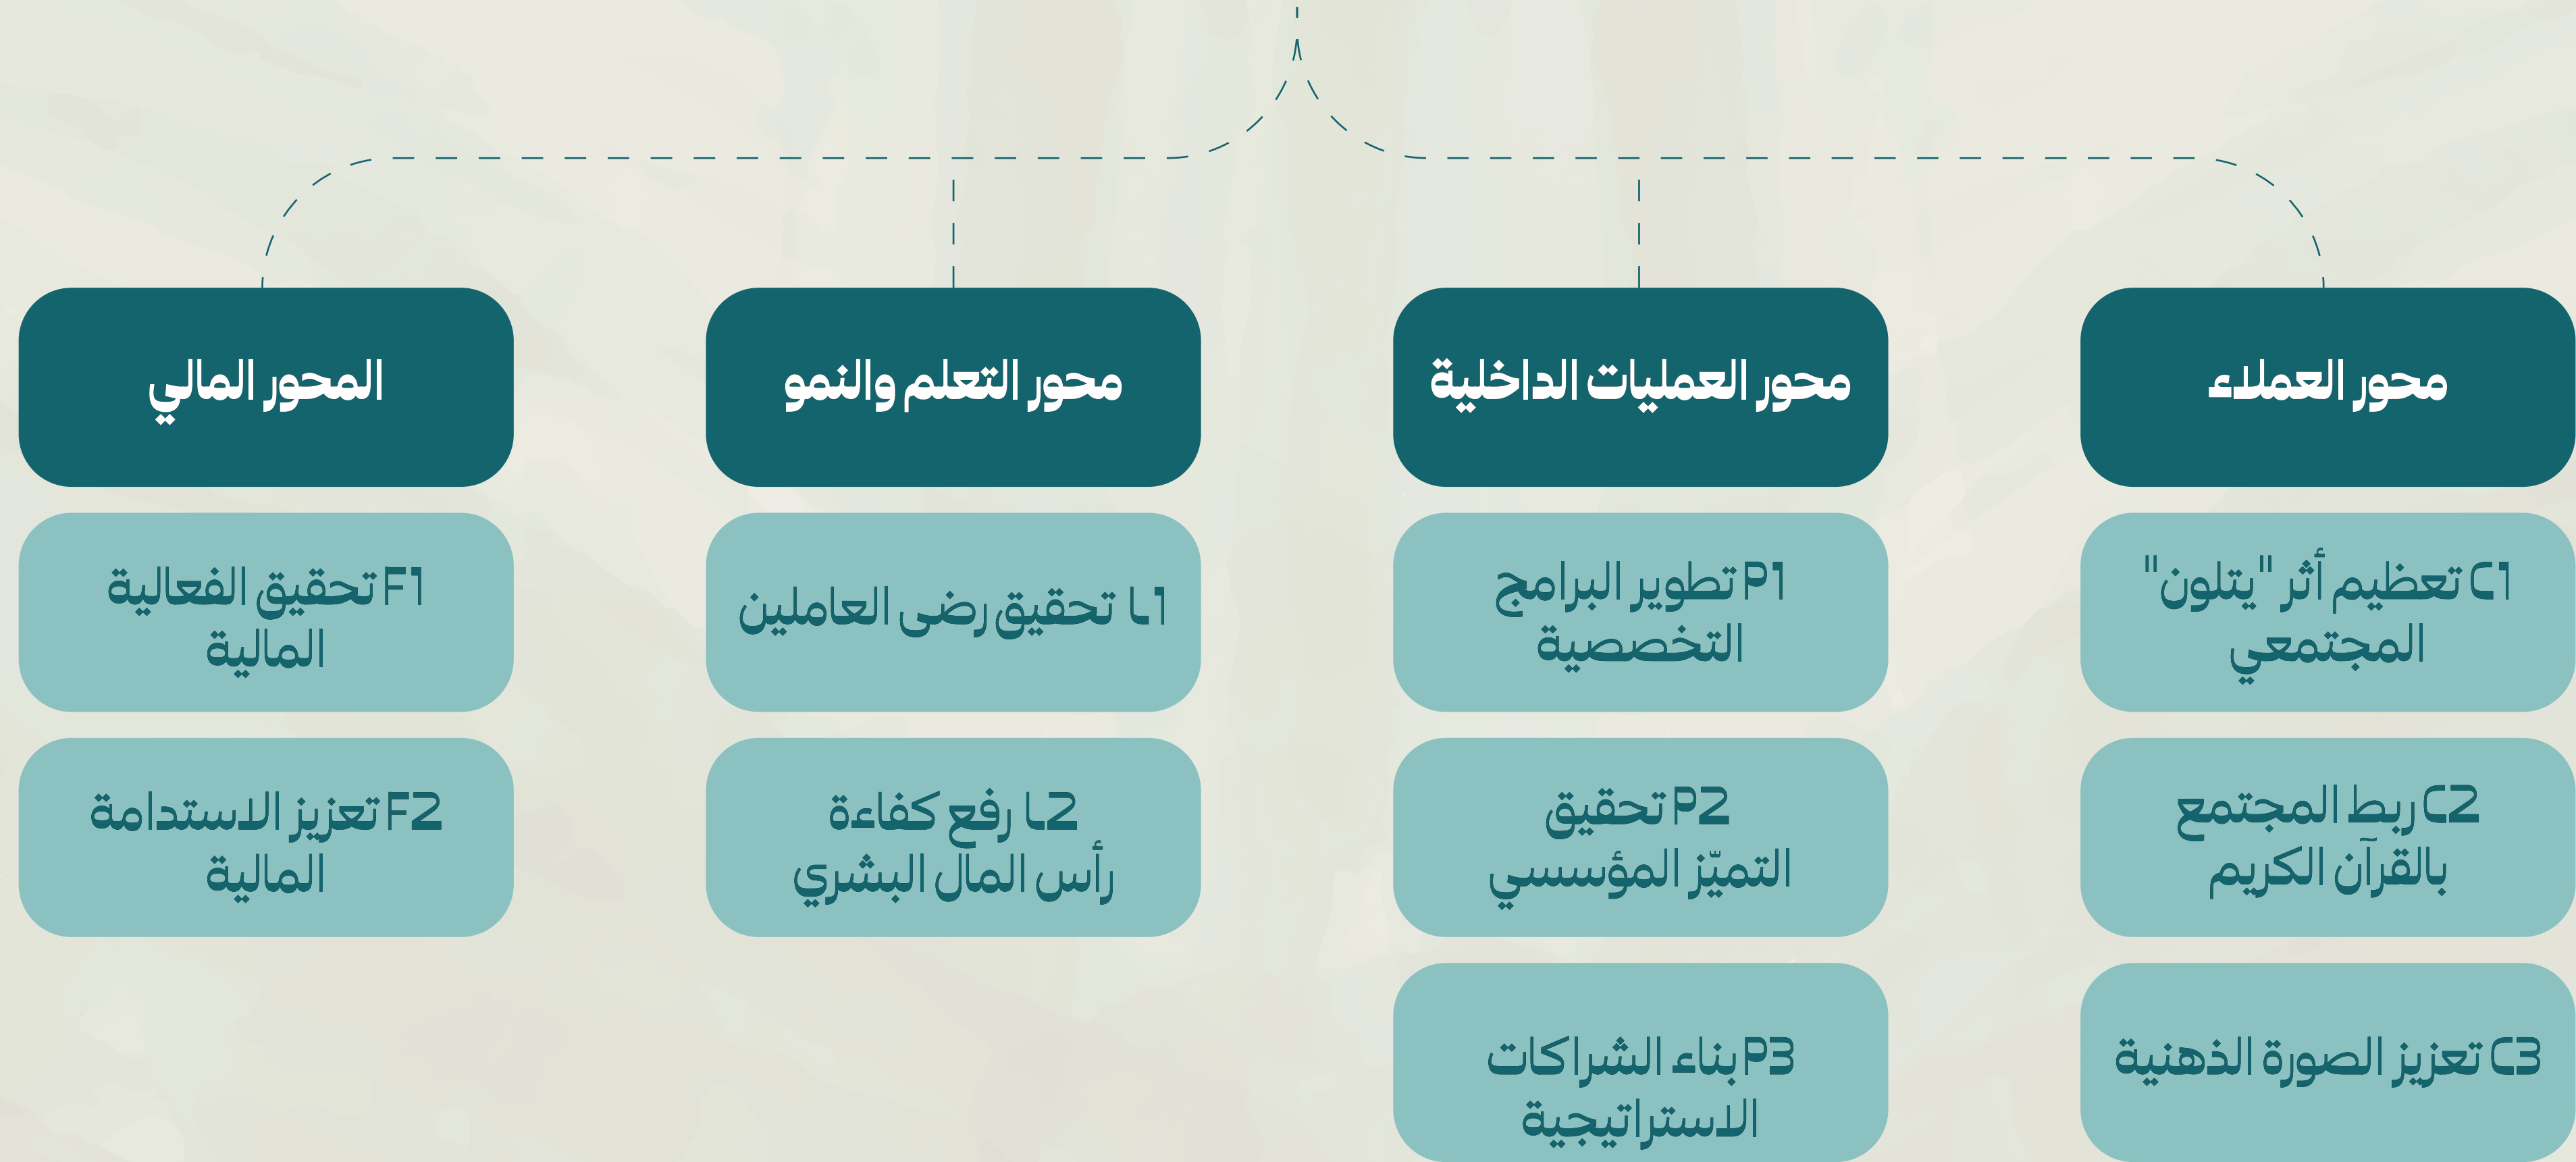 محور العملاء
C1 تعظيم أثر "يتلون"
المجتمعي
C2 ربط المجتمع
بالقرآن الكريم
C3 تعزيز الصورة الذهنية
محور العمليات الداخلية
P1 تطوير البرامج
التخصصية
P2 تحقيق
التميّز المؤسسي
P3 بناء الشراكات
الاستراتيجية
محور التعلم والنمو
L1 تحقيق رضى العاملين
L2 رفع كفاءة
رأس المال البشري
المحور المالي
F1 تحقيق الفعالية
المالية
F2 تعزيز الاستدامة
المالية